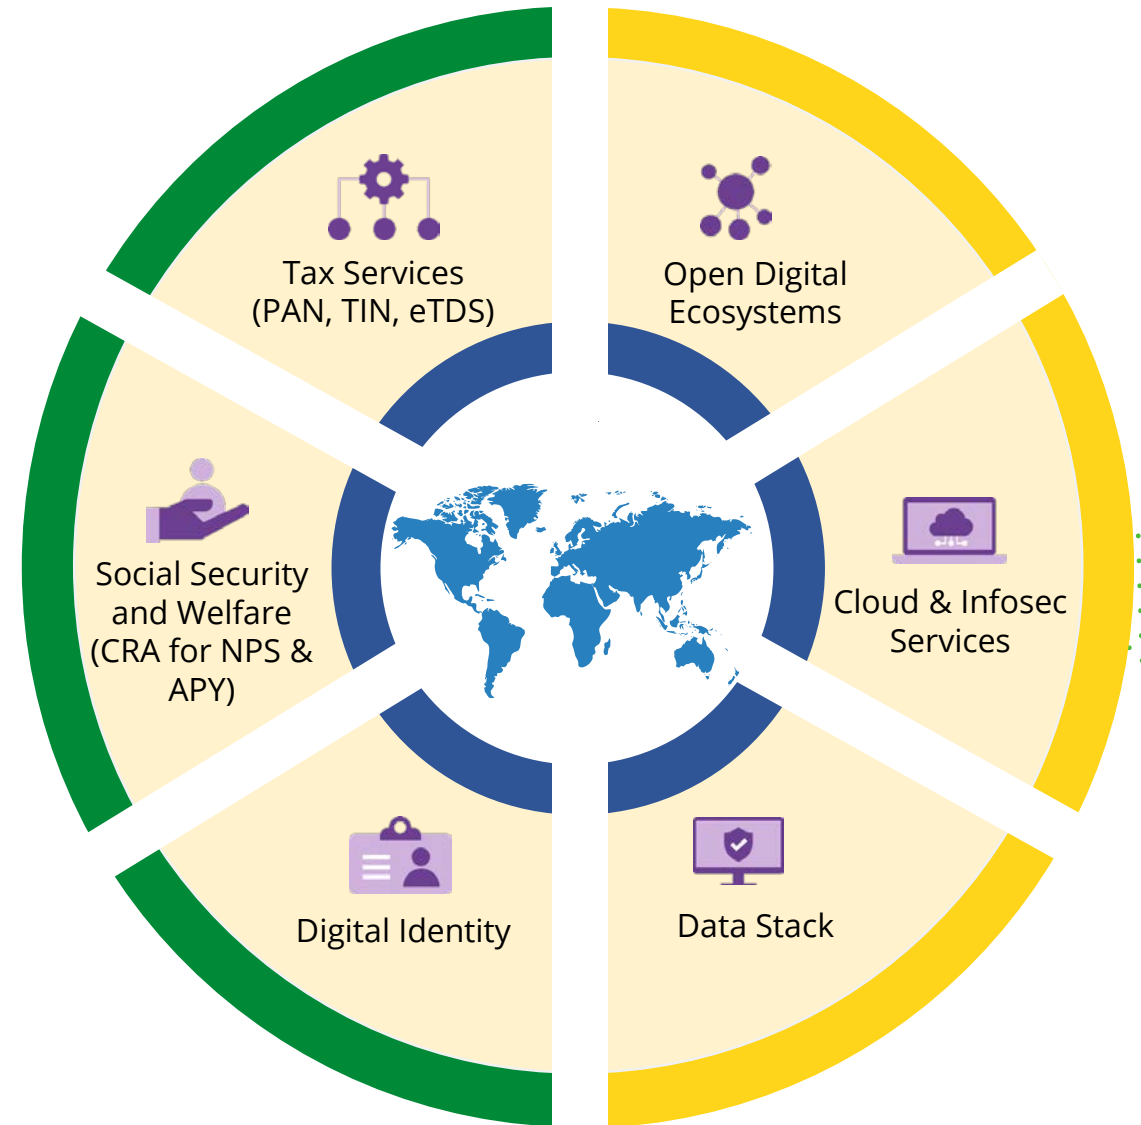 Tax Services
(PAN, TIN, eTDS)
Open Digital
Ecosystems
Social Security
and Welfare
(CRA for NPS &
APY)
Cloud & Infosec
Services
Digital Identity
Data Stack